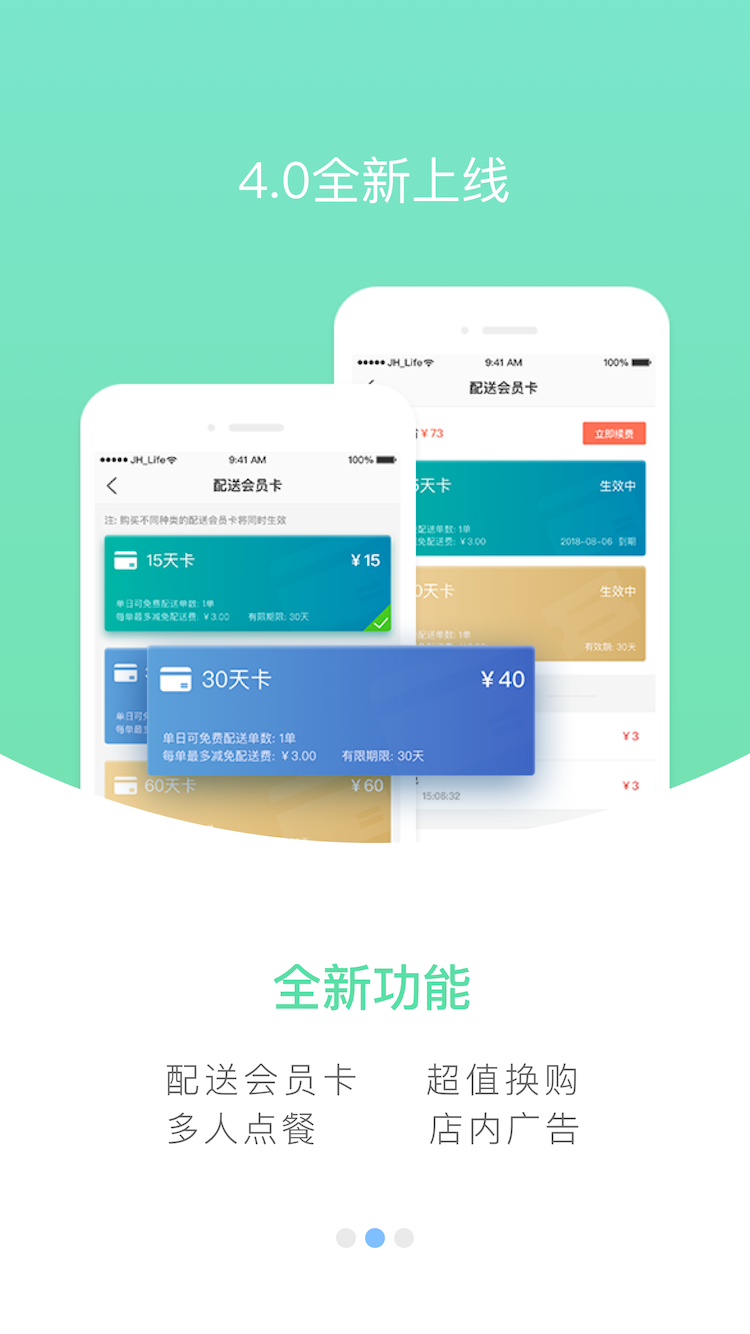 4.0全新上线
JH_Life 9:41 AM 100%
配送会员卡
¥73 立即续费
5天卡 生效中
配送单数: 1单
免配送费: ¥3.00 2018-08-06 到期
0天卡 生效中
配送单数: 1单
有效期: 30天
¥3
15:06:32 ¥3
JH_Life 9:41 AM 100%
配送会员卡
注: 购买不同种类的配送会员卡将同时生效
15天卡 ¥15
单日可免费配送单数: 1单
每单最多减免配送费: ¥3.00 有限期限: 30天
30天卡 ¥40
单日可免费配送单数: 1单
每单最多减免配送费: ¥3.00 有限期限: 30天
60天卡 ¥60
全新功能
配送会员卡 超值换购
多人点餐 店内广告